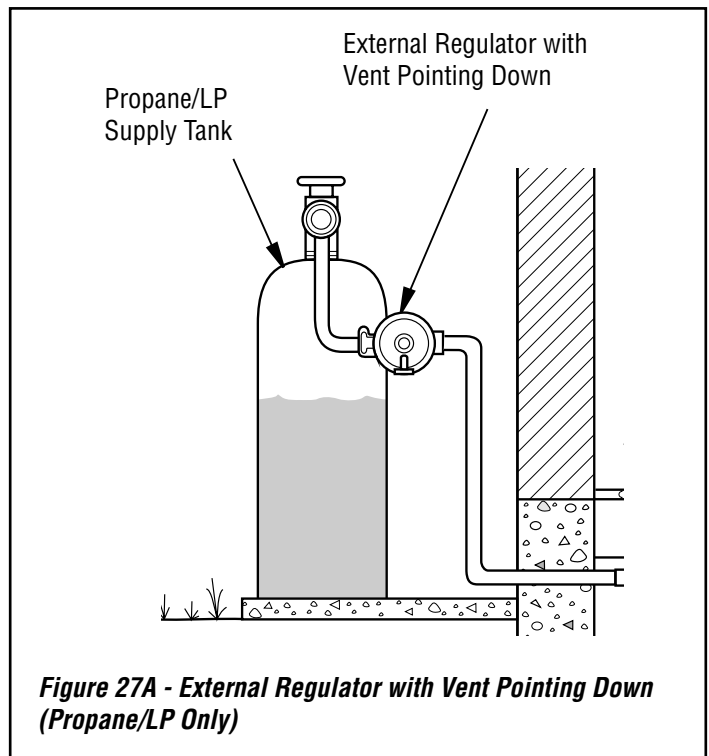 External Regulator with
Vent Pointing Down
Propane/LP
Supply Tank
Figure 27A - External Regulator with Vent Pointing Down
(Propane/LP Only)